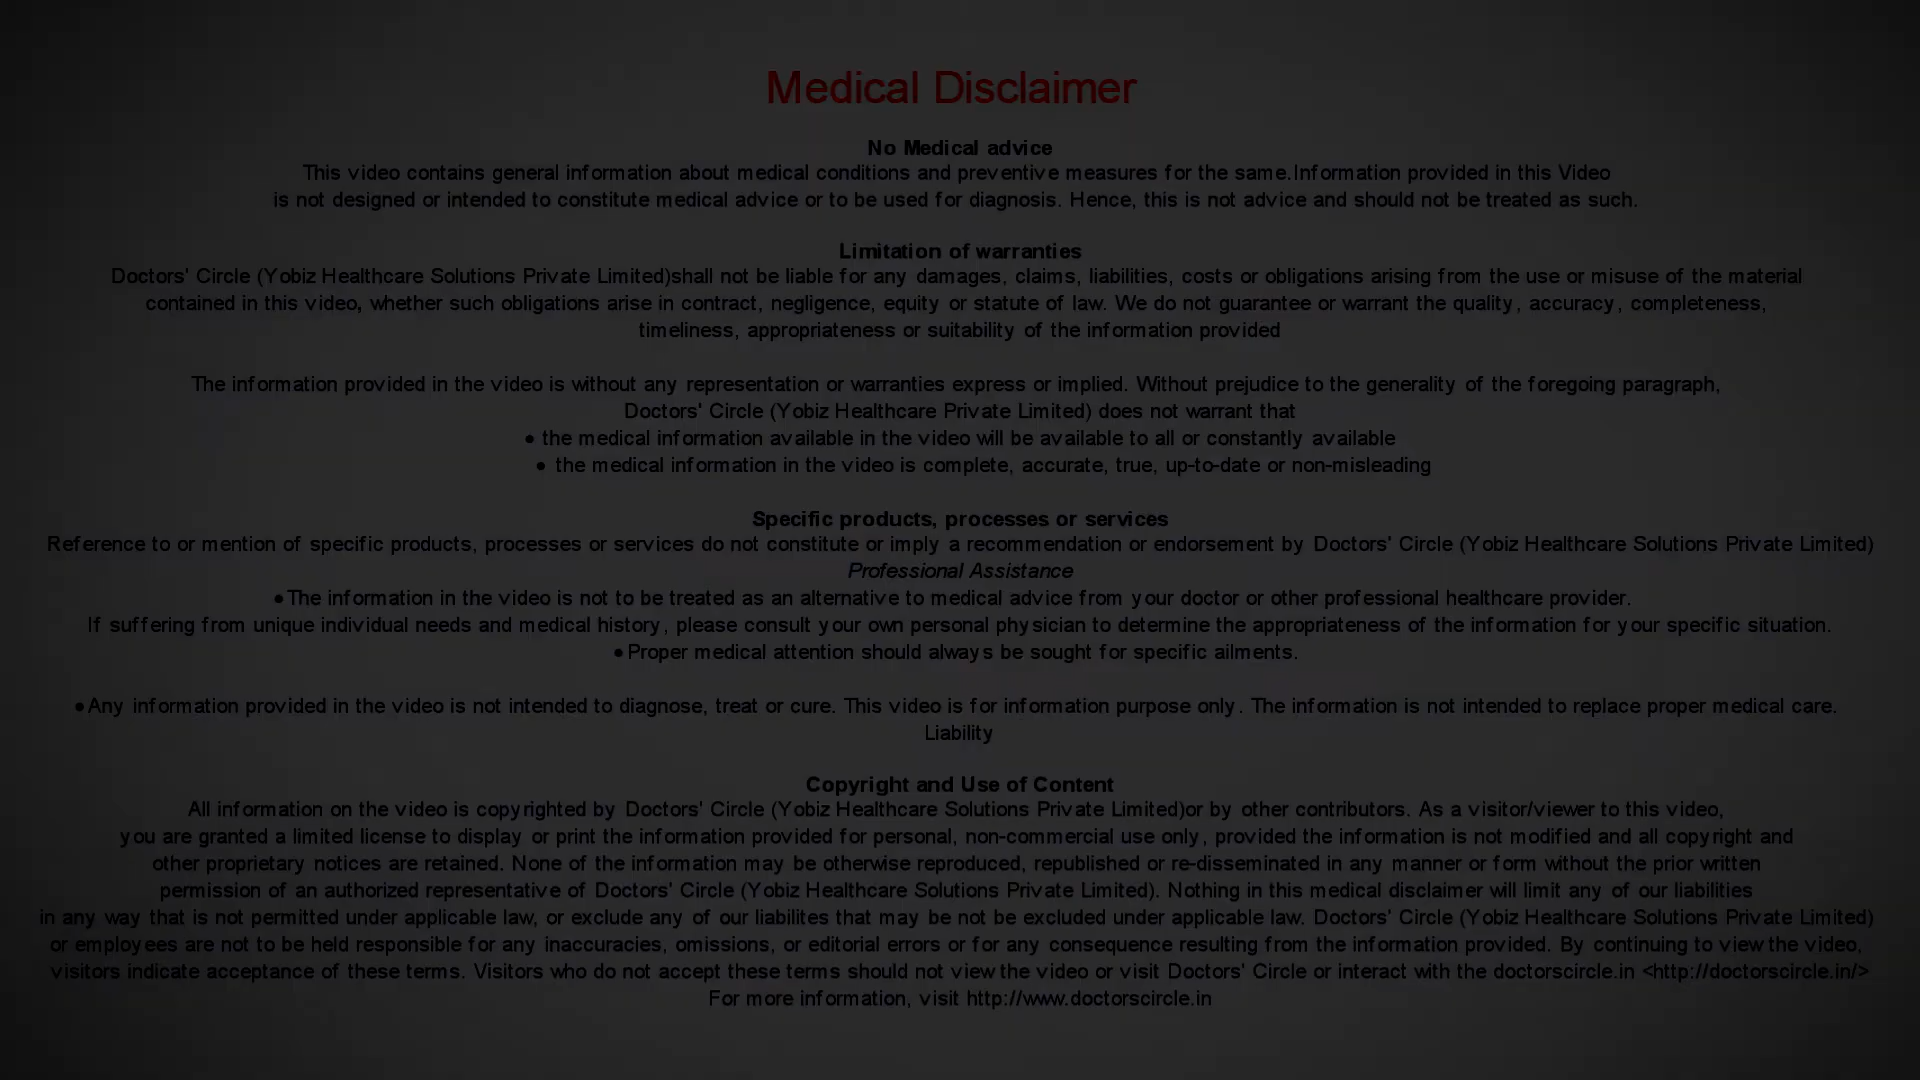 Medical Disclaimer
No Medical advice
This video contains general information about medical conditions and preventive measures for the same.Information provided in this Video
is not designed or intended to constitute medical advice or to be used for diagnosis. Hence, this is not advice and should not be treated as such.
Limitation of warranties
Doctors' Circle (Yobiz Healthcare Solutions Private Limited)shall not be liable for any damages, claims, liabilities, costs or obligations arising from the use or misuse of the material
contained in this video, whether such obligations arise in contract, negligence, equity or statute of law. We do not guarantee or warrant the quality, accuracy, completeness,
timeliness, appropriateness or suitability of the information provided
The information provided in the video is without any representation or warranties express or implied. Without prejudice to the generality of the foregoing paragraph,
Doctors' Circle (Yobiz Healthcare Private Limited) does not warrant that
● the medical information available in the video will be available to all or constantly available
● the medical information in the video is complete, accurate, true, up-to-date or non-misleading
Specific products, processes or services
Reference to or mention of specific products, processes or services do not constitute or imply a recommendation or endorsement by Doctors' Circle (Yobiz Healthcare Solutions Private Limited)
Professional Assistance
●The information in the video is not to be treated as an alternative to medical advice from your doctor or other professional healthcare provider.
If suffering from unique individual needs and medical history, please consult your own personal physician to determine the appropriateness of the information for your specific situation.
●Proper medical attention should always be sought for specific ailments.
●Any information provided in the video is not intended to diagnose, treat or cure. This video is for information purpose only. The information is not intended to replace proper medical care.
Liability
Copyright and Use of Content
All information on the video is copyrighted by Doctors' Circle (Yobiz Healthcare Solutions Private Limited)or by other contributors. As a visitor/viewer to this video,
you are granted a limited license to display or print the information provided for personal, non-commercial use only, provided the information is not modified and all copyright and
other proprietary notices are retained. None of the information may be otherwise reproduced, republished or re-disseminated in any manner or form without the prior written
permission of an authorized representative of Doctors' Circle (Yobiz Healthcare Solutions Private Limited). Nothing in this medical disclaimer will limit any of our liabilities
in any way that is not permitted under applicable law, or exclude any of our liabilites that may be not be excluded under applicable law. Doctors' Circle (Yobiz Healthcare Solutions Private Limited)
or employees are not to be held responsible for any inaccuracies, omissions, or editorial errors or for any consequence resulting from the information provided. By continuing to view the video,
visitors indicate acceptance of these terms. Visitors who do not accept these terms should not view the video or visit Doctors' Circle or interact with the doctorscircle.in <http://doctorscircle.in/>
For more information, visit http://www.doctorscircle.in